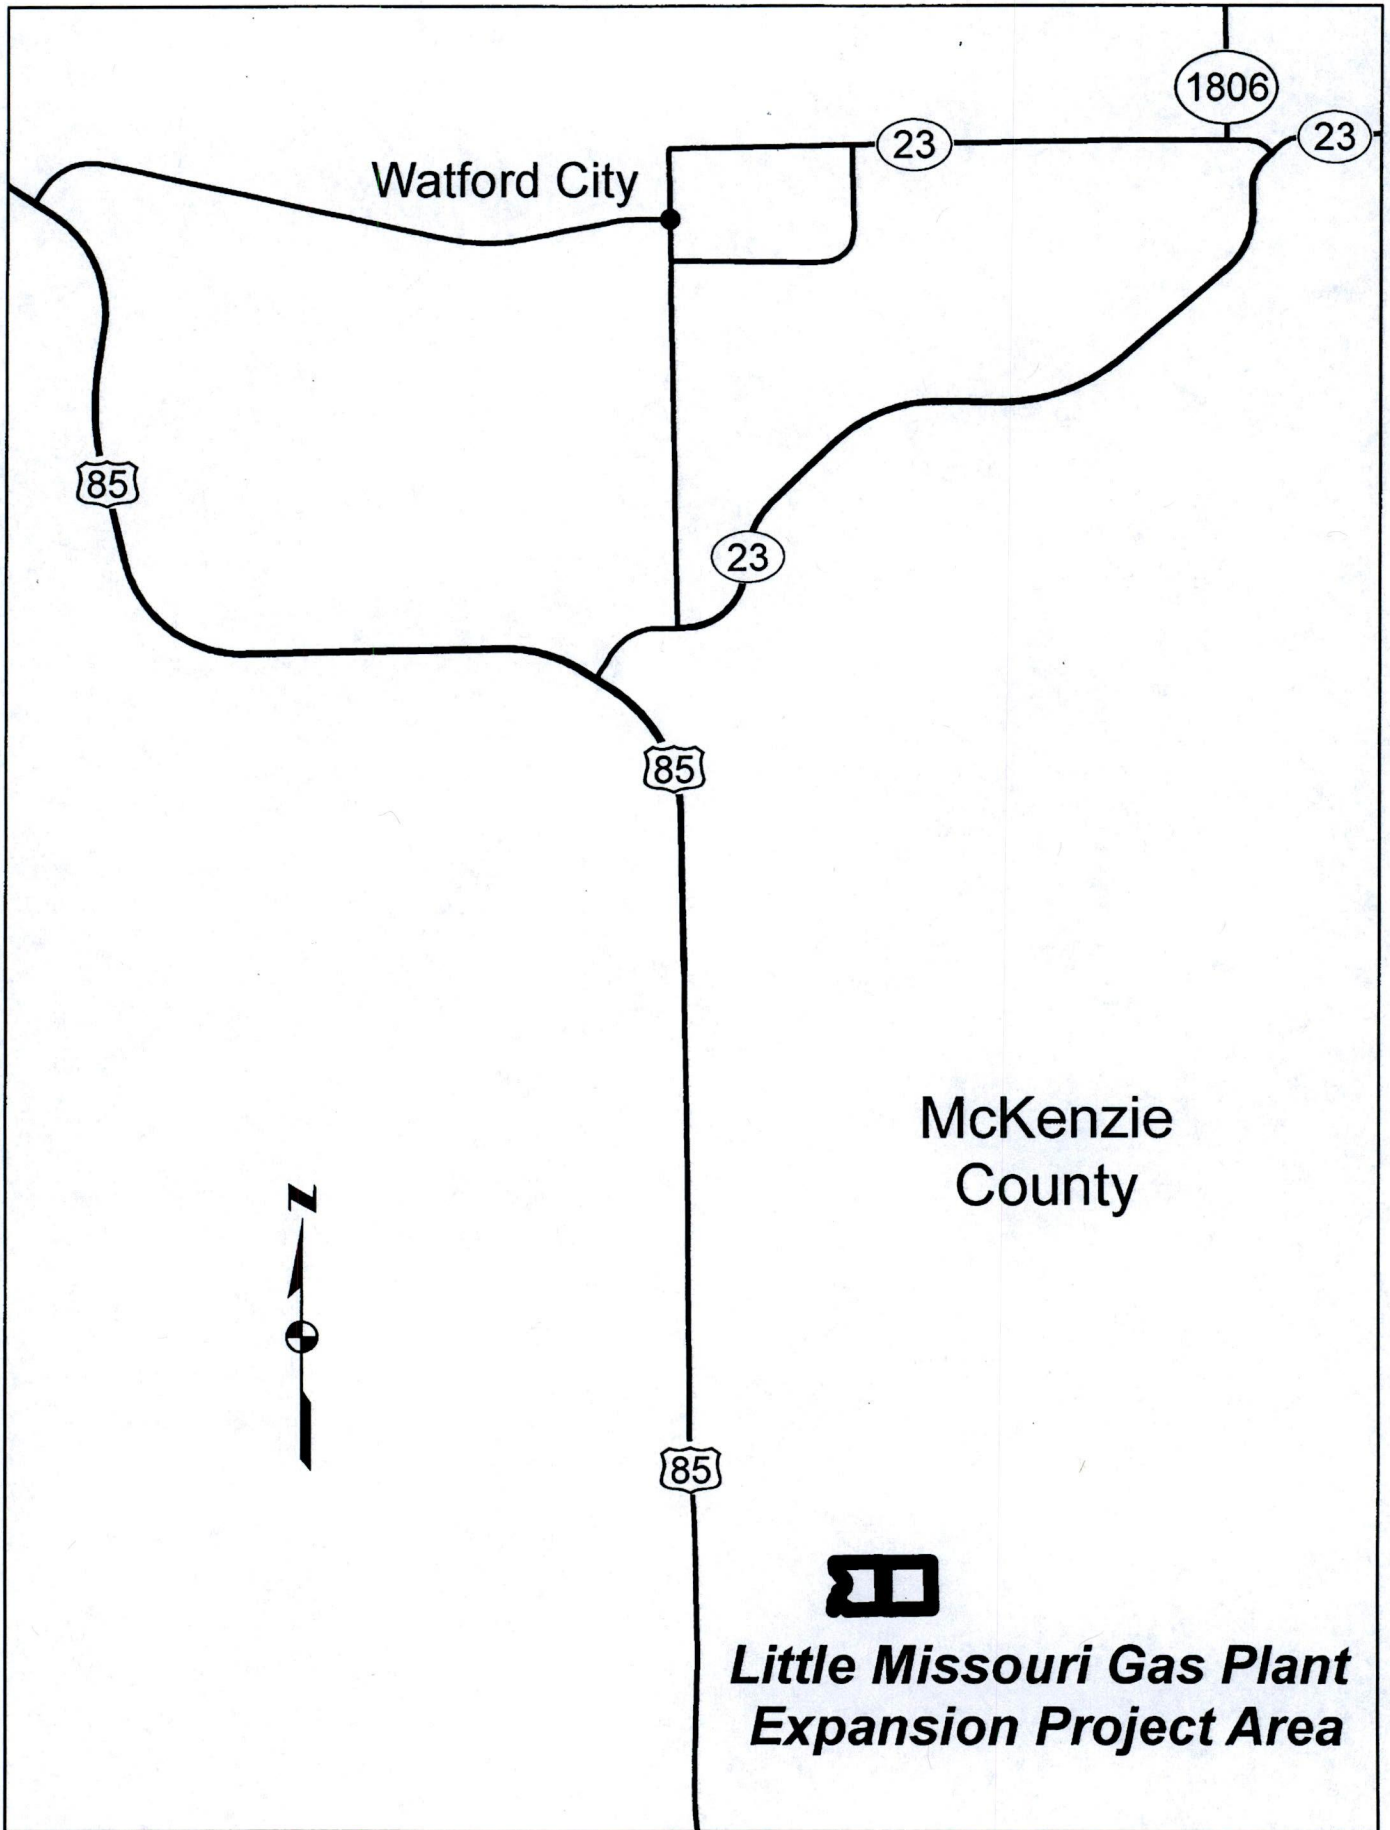 1806
23
23
Watford City
85
23
85
McKenzie
County
N
85
Little Missouri Gas Plant
Expansion Project Area